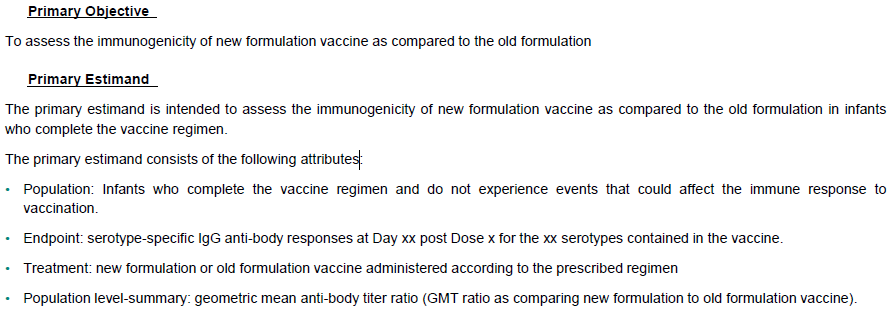 Primary Objective
To assess the immunogenicity of new formulation vaccine as compared to the old formulation
Primary Estimand
The primary estimand is intended to assess the immunogenicity of new formulation vaccine as compared to the old formulation in infants
who complete the vaccine regimen.
The primary estimand consists of the following attributes:
• Population: Infants who complete the vaccine regimen and do not experience events that could affect the immune response to
vaccination.
• Endpoint: serotype-specific IgG anti-body responses at Day xx post Dose x for the xx serotypes contained in the vaccine.
• Treatment: new formulation or old formulation vaccine administered according to the prescribed regimen
• Population level-summary: geometric mean anti-body titer ratio (GMT ratio as comparing new formulation to old formulation vaccine).